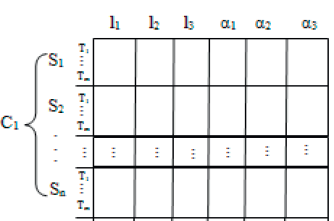 l₁ l₂ l₃ α₁ α₂ α₃
C₁
S₁ T₁ ⋮ Tₘ
S₂ T₁ ⋮ Tₘ
⋮ ⋮ ⋮ ⋮ ⋮ ⋮ ⋮ ⋮
Sₙ T₁ ⋮ Tₘ